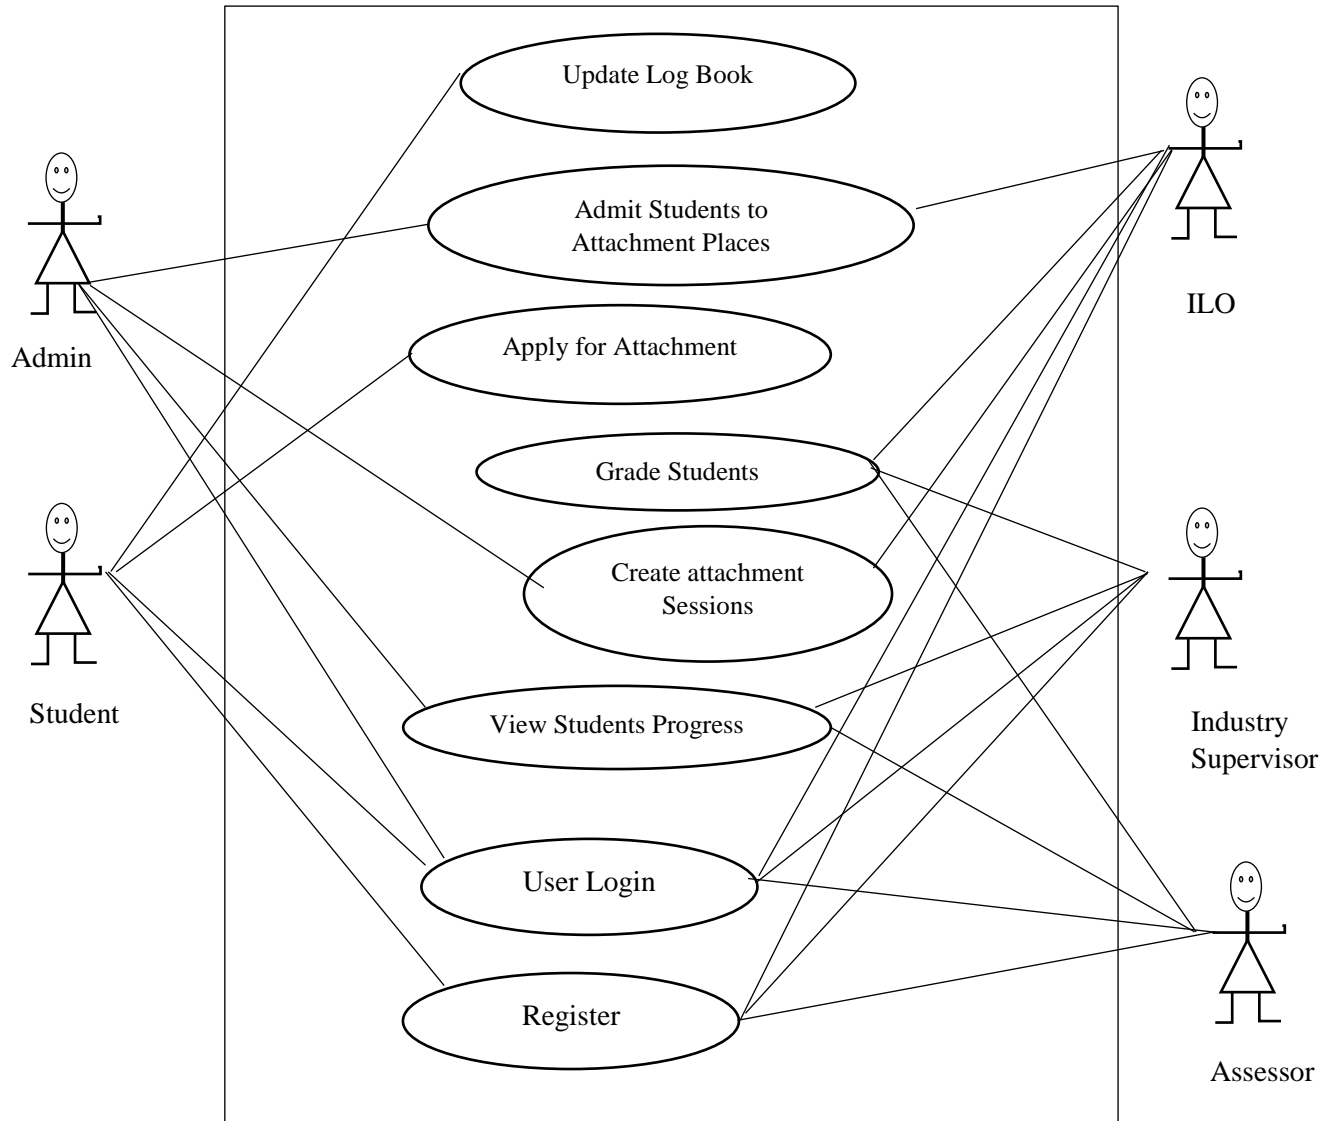 Update Log Book
Admit Students to
Attachment Places
ILO
Apply for Attachment
Admin
Grade Students
Create attachment
Sessions
Student
View Students Progress
Industry
Supervisor
User Login
Register
Assessor